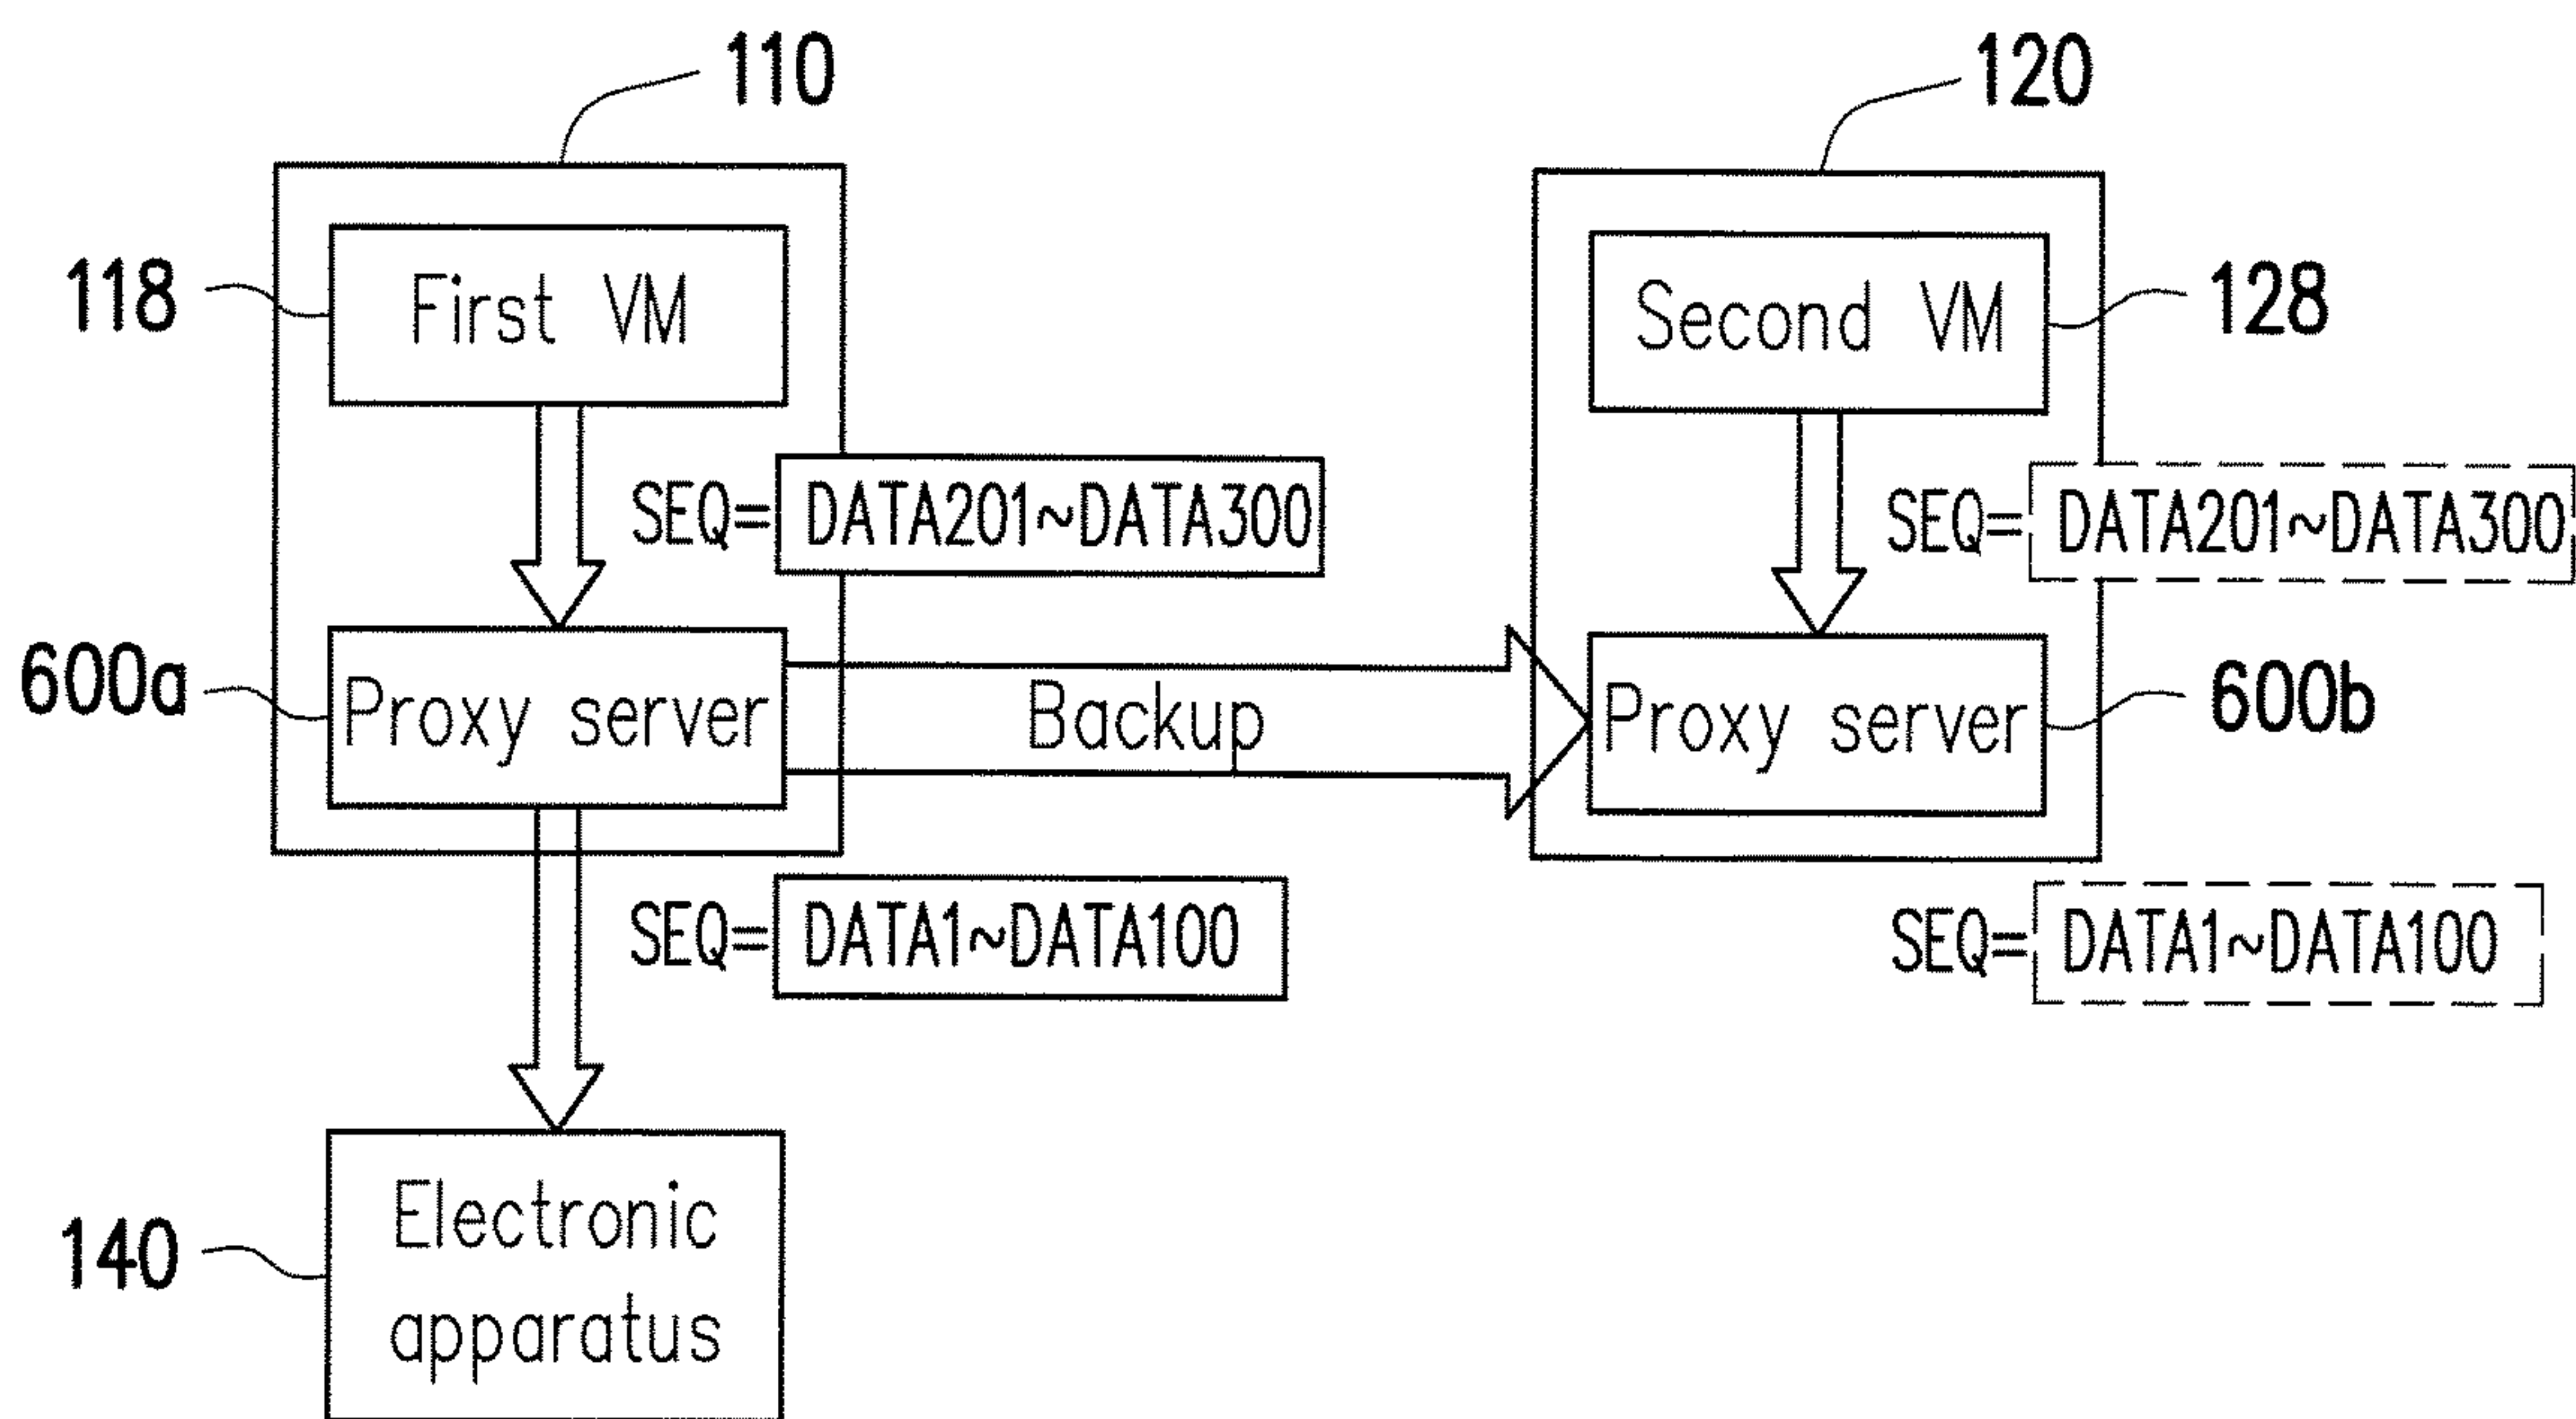 110
120
118
First VM
Second VM
128
SEQ=
DATA201~DATA300
SEQ=
DATA201~DATA300
600a
Proxy server
Backup
Proxy server
600b
SEQ=
DATA1~DATA100
SEQ=
DATA1~DATA100
140
Electronic
apparatus